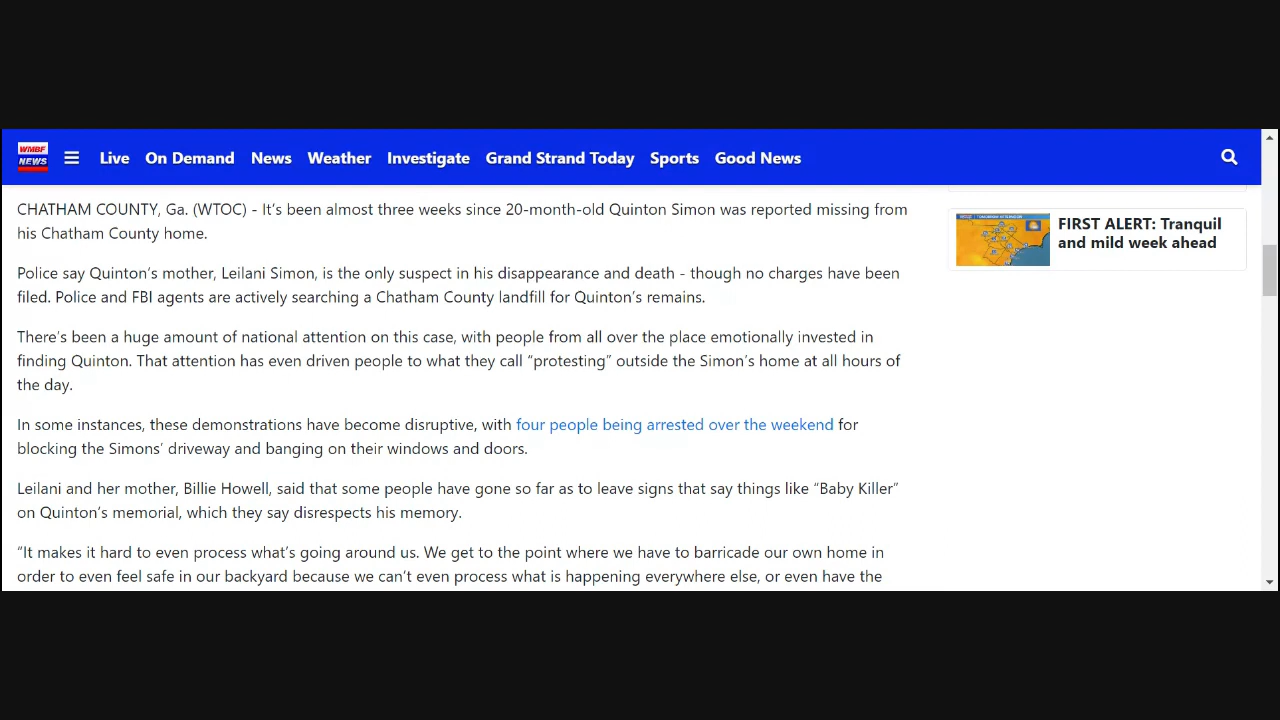 WMBF
NEWS
Live On Demand News Weather Investigate Grand Strand Today Sports Good News
CHATHAM COUNTY, Ga. (WTOC) - It’s been almost three weeks since 20-month-old Quinton Simon was reported missing from
his Chatham County home.
Police say Quinton’s mother, Leilani Simon, is the only suspect in his disappearance and death - though no charges have been
filed. Police and FBI agents are actively searching a Chatham County landfill for Quinton’s remains.
There’s been a huge amount of national attention on this case, with people from all over the place emotionally invested in
finding Quinton. That attention has even driven people to what they call “protesting” outside the Simon’s home at all hours of
the day.
In some instances, these demonstrations have become disruptive, with four people being arrested over the weekend for
blocking the Simons’ driveway and banging on their windows and doors.
Leilani and her mother, Billie Howell, said that some people have gone so far as to leave signs that say things like “Baby Killer”
on Quinton’s memorial, which they say disrespects his memory.
“It makes it hard to even process what’s going around us. We get to the point where we have to barricade our own home in
order to even feel safe in our backyard because we can’t even process what is happening everywhere else, or even have the
FIRST ALERT: Tranquil
and mild week ahead